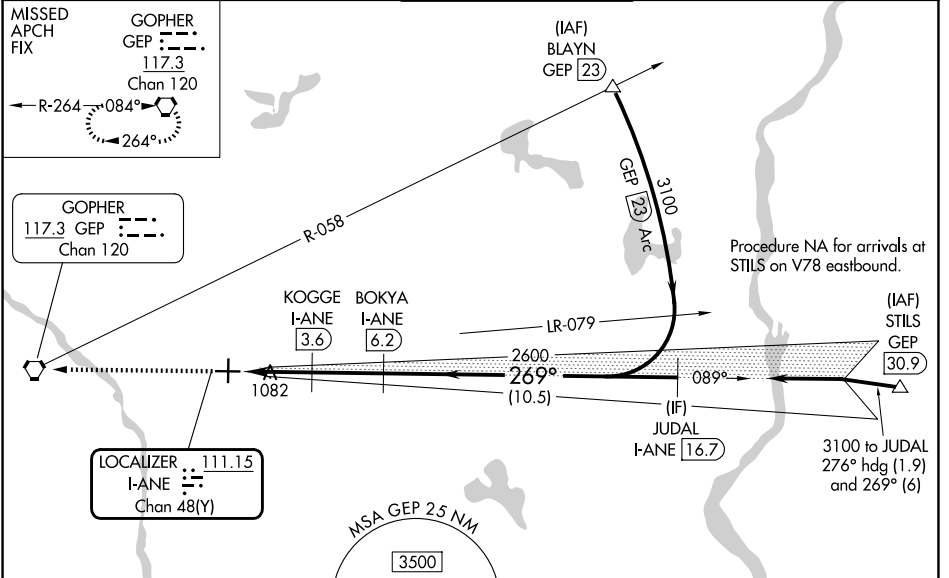 MISSED
APCH
FIX
GOPHER
GEP
117.3
Chan 120
R-264
084°
264°
(IAF)
BLAYN
GEP 23
GOPHER
117.3 GEP
Chan 120
R-058
GEP 23 Arc
3100
Procedure NA for arrivals at
STILS on V78 eastbound.
KOGGE
I-ANE
3.6
BOKYA
I-ANE
6.2
LR-079
(IAF)
STILS
GEP
30.9
2600
269°
(10.5)
089°
1082
(IF)
JUDAL
I-ANE 16.7
3100 to JUDAL
276° hdg (1.9)
and 269° (6)
LOCALIZER 111.15
I-ANE
Chan 48(Y)
MSA GEP 25 NM
3500